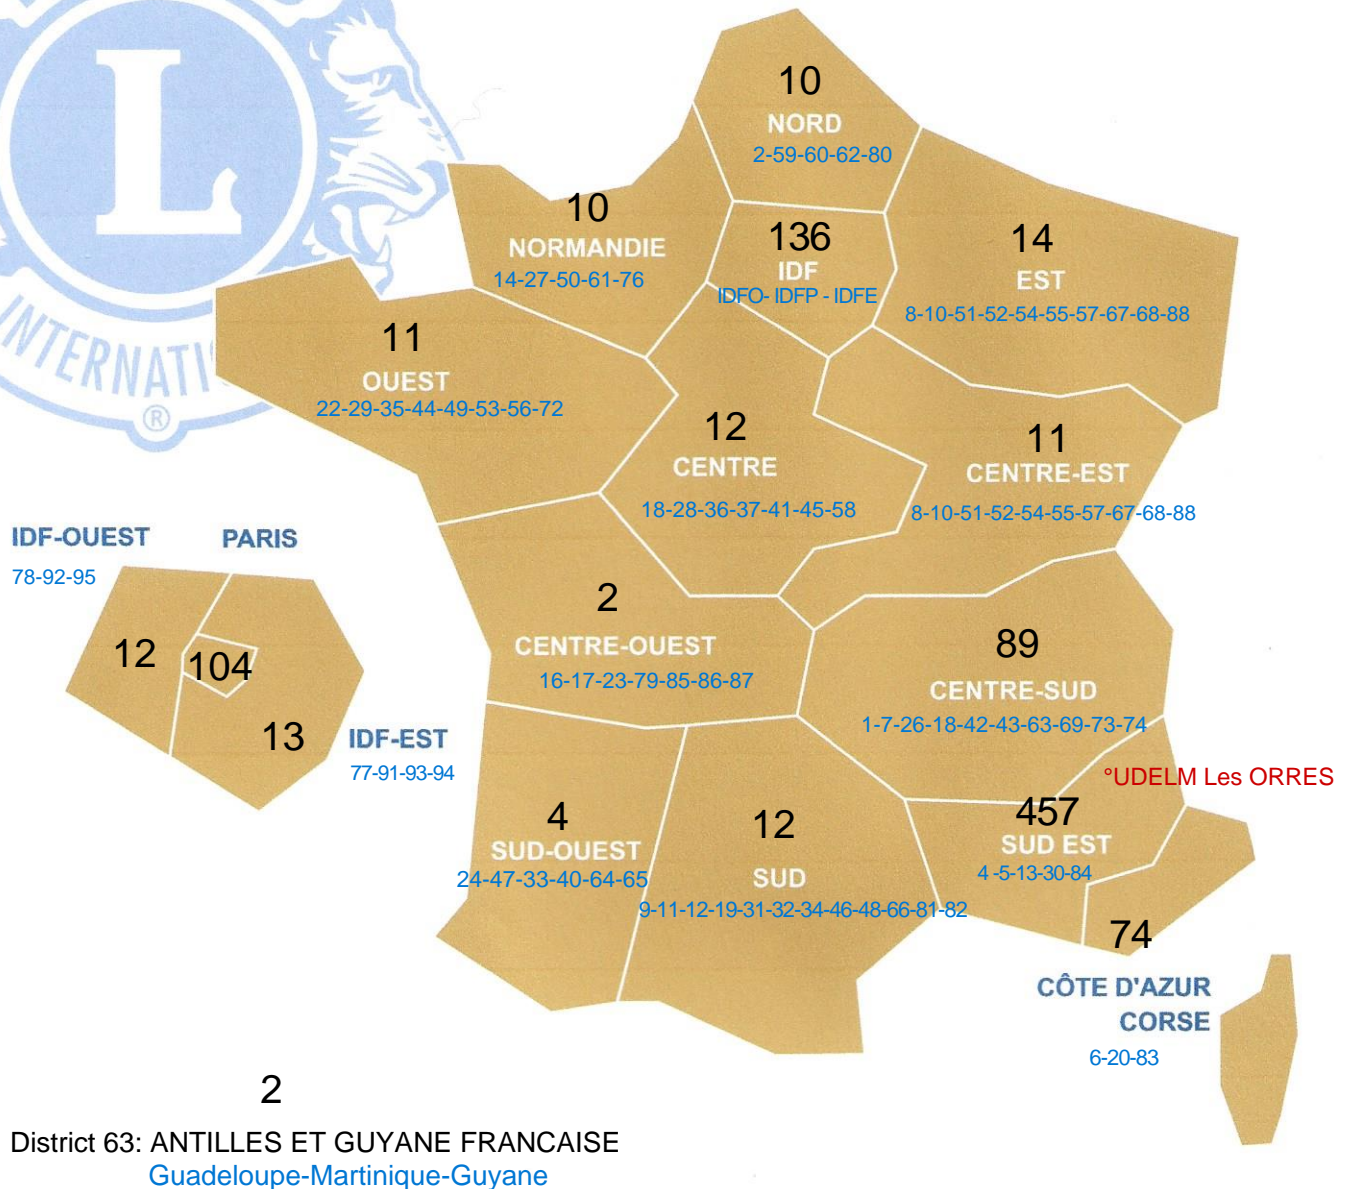 L
INTERNATI
®
10
NORD
2-59-60-62-80
10
NORMANDIE
14-27-50-61-76
136
IDF
IDFO- IDFP - IDFE
14
EST
8-10-51-52-54-55-57-67-68-88
11
OUEST
22-29-35-44-49-53-56-72
12
CENTRE
18-28-36-37-41-45-58
11
CENTRE-EST
8-10-51-52-54-55-57-67-68-88
IDF-OUEST
78-92-95
PARIS
12
104
13
IDF-EST
77-91-93-94
2
CENTRE-OUEST
16-17-23-79-85-86-87
89
CENTRE-SUD
1-7-26-18-42-43-63-69-73-74
°UDELM Les ORRES
4
SUD-OUEST
24-47-33-40-64-65
12
SUD
9-11-12-19-31-32-34-46-48-66-81-82
457
SUD EST
4 -5-13-30-84
74
CÔTE D'AZUR
CORSE
6-20-83
2
District 63: ANTILLES ET GUYANE FRANCAISE
Guadeloupe-Martinique-Guyane